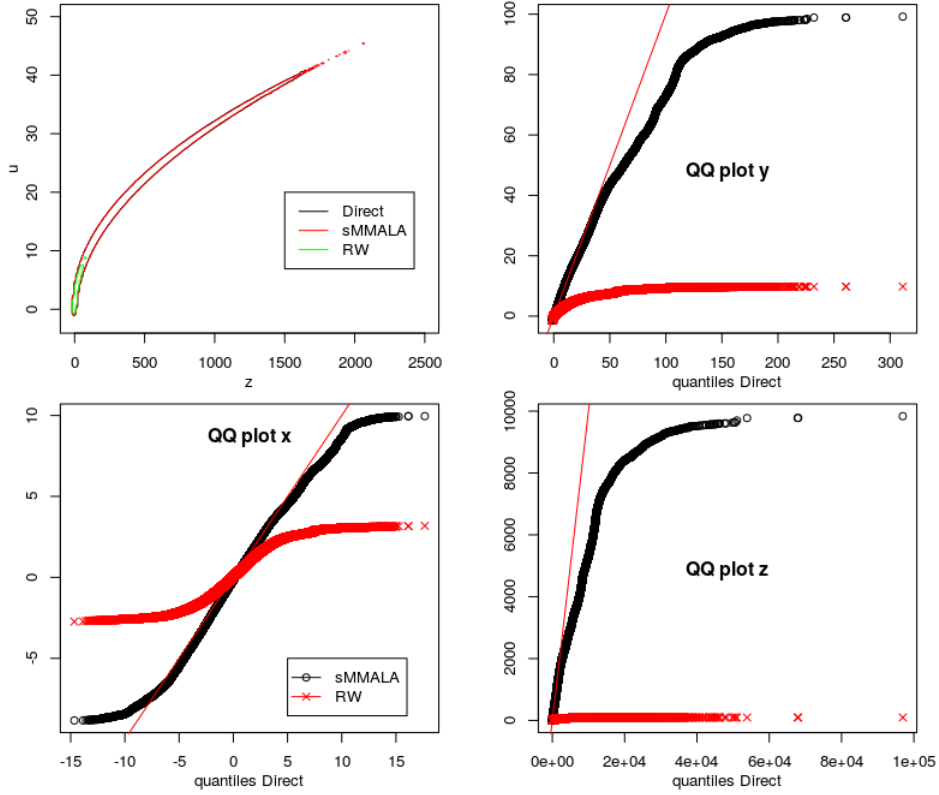 50
40
30
20
10
0
u
Direct
sMMALA
RW
0 500 1000 1500 2000 2500
z
100
80
60
40
20
0
QQ plot y
0 50 100 150 200 250 300
quantiles Direct
10
5
0
-5
QQ plot x
sMMALA
RW
-15 -10 -5 0 5 10 15
quantiles Direct
10000
8000
6000
4000
2000
0
QQ plot z
0e+00 2e+04 4e+04 6e+04 8e+04 1e+05
quantiles Direct